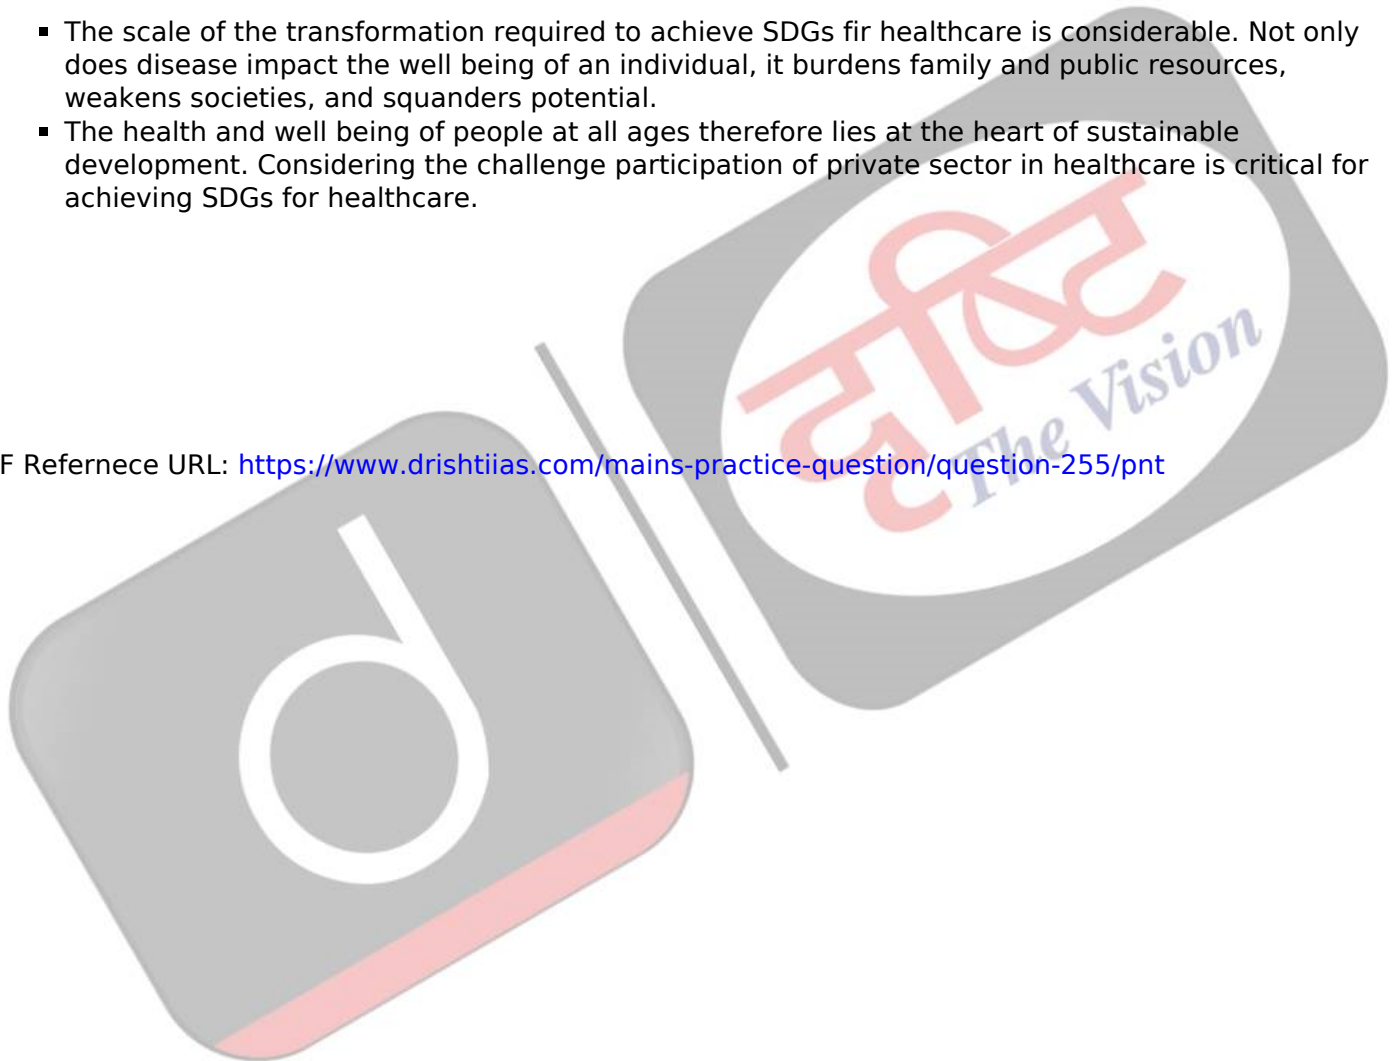 ▪ The scale of the transformation required to achieve SDGs fir healthcare is considerable. Not only
does disease impact the well being of an individual, it burdens family and public resources,
weakens societies, and squanders potential.
▪ The health and well being of people at all ages therefore lies at the heart of sustainable
development. Considering the challenge participation of private sector in healthcare is critical for
achieving SDGs for healthcare.
दृष्टि
The Vision
F Refernece URL: https://www.drishtiias.com/mains-practice-question/question-255/pnt
d